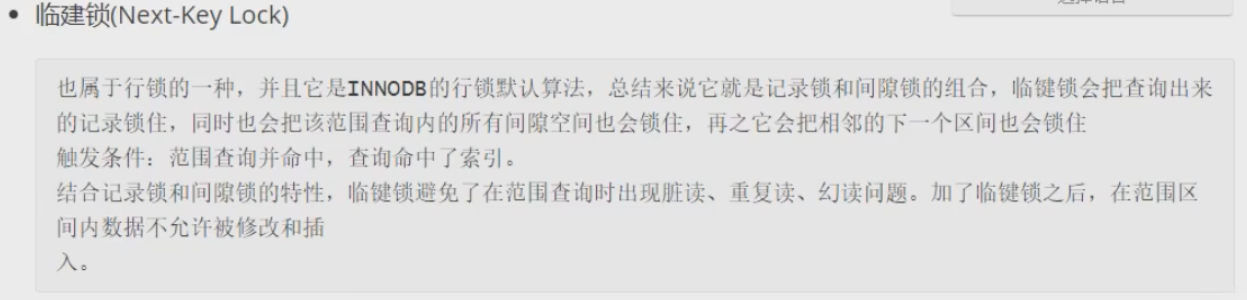 临建锁(Next-Key Lock)
也属于行锁的一种，并且它是INNODB的行锁默认算法，总结来说它就是记录锁和间隙锁的组合，临键锁会把查询出来
的记录锁住，同时也会把该范围查询内的所有间隙空间也会锁住，再之它会把相邻的下一个区间也会锁住
触发条件：范围查询并命中，查询命中了索引。
结合记录锁和间隙锁的特性，临键锁避免了在范围查询时出现脏读、重复读、幻读问题。加了临键锁之后，在范围区
间内数据不允许被修改和插
入。